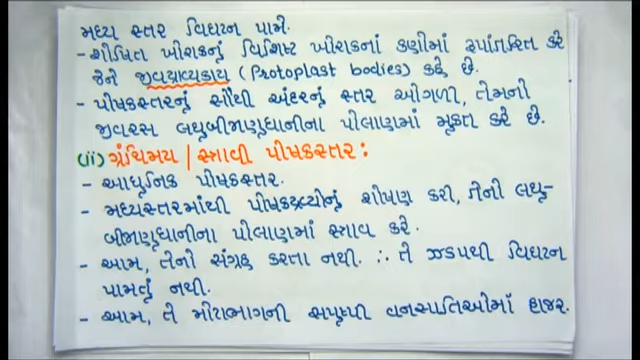 મધ્ય સ્તર વિઘટન પામે.
- શોષિત ખોરાકનું વિશિષ્ટ ખોરાકનાં કણોમાં રૂપાંતરિત કરે
જેને જીવદ્રવ્યકાય (Protoplast bodies) કહે છે.
- પોષકસ્તરનું સૌથી અંદરનું સ્તર ઓગળી, તેમનો
જીવરસ લઘુબીજાણુધાનીના પોલાણમાં મુક્ત કરે છે.
(ii) ગ્રંથિમય / સ્ત્રાવી પોષકસ્તર :
- આધુનિક પોષકસ્તર.
- મધ્યસ્તરમાંથી પોષકદ્રવ્યોનું શોષણ કરી, તેનો લઘુ-
બીજાણુધાનીના પોલાણમાં સ્ત્રાવ કરે.
- આમ, તેનો સંગ્રહ કરતા નથી. ∴ તે ઝડપથી વિઘટન
પામતું નથી.
- આમ, તે મોટાભાગની સપુષ્પી વનસ્પતિઓમાં હાજર.